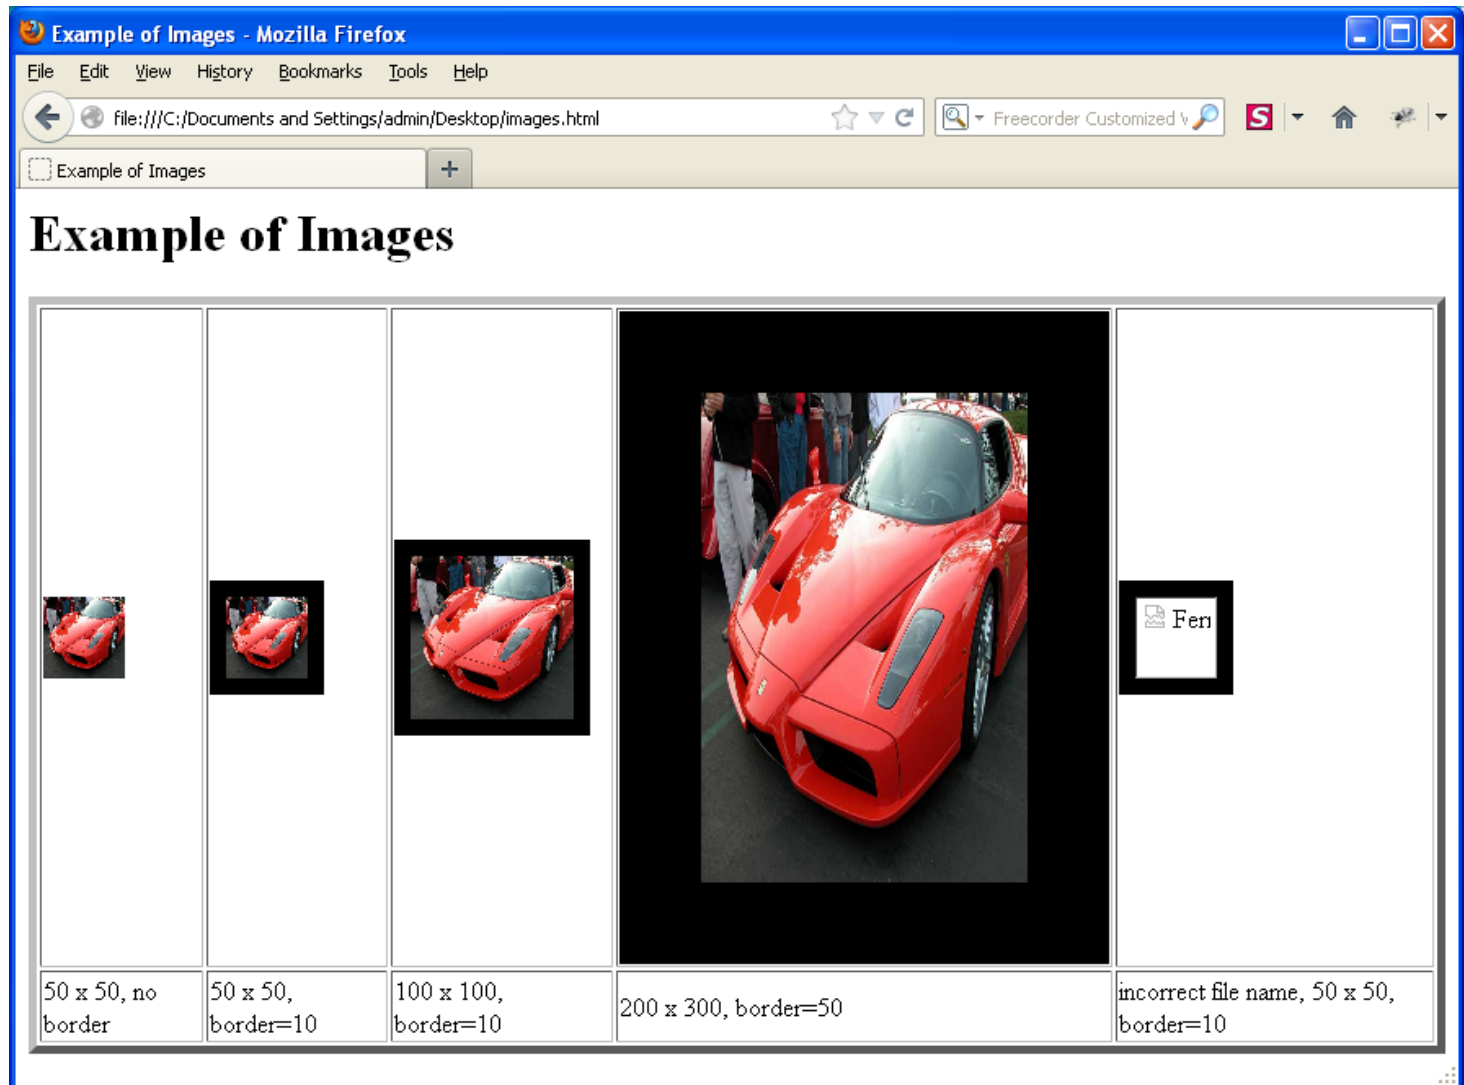 Example of Images - Mozilla Firefox
File Edit View History Bookmarks Tools Help
file:///C:/Documents and Settings/admin/Desktop/images.html
Freecorder Customized
S
Example of Images
Example of Images
Fer
50 x 50, no
border
50 x 50,
border=10
100 x 100,
border=10
200 x 300, border=50
incorrect file name, 50 x 50,
border=10